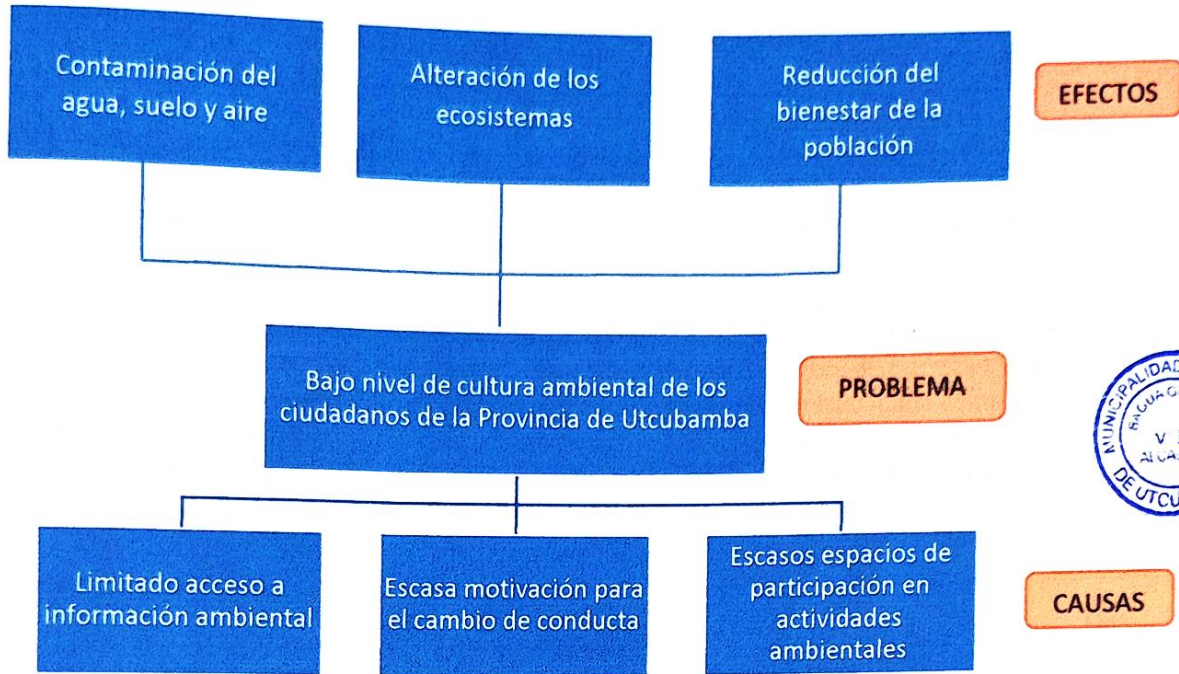 Contaminación del
agua, suelo y aire
Alteración de los
ecosistemas
Reducción del
bienestar de la
población
EFECTOS
Bajo nivel de cultura ambiental de los
ciudadanos de la Provincia de Utcubamba
PROBLEMA
Limitado acceso a
información ambiental
Escasa motivación para
el cambio de conducta
Escasos espacios de
participación en
actividades
ambientales
CAUSAS
MUNICIPALIDAD
DE